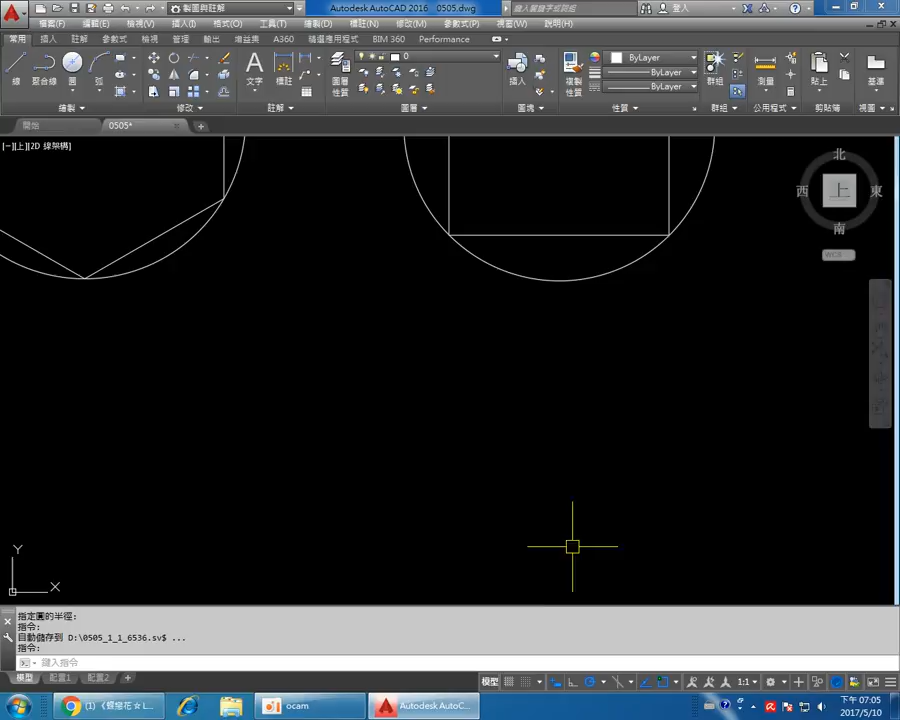 製圖與註解
Autodesk AutoCAD 2016 0505.dwg
鍵入關鍵字或片語
登入
檔案(F) 編輯(E) 檢視(V) 插入(I) 格式(O) 工具(T) 繪製(D) 標註(N) 修改(M) 參數式(P) 視窗(W) 說明(H)
常用 插入 註解 參數式 檢視 管理 輸出 增益集 A360 精選應用程式 BIM 360 Performance
0
ByLayer
ByLayer
ByLayer
線 聚合線 圓 弧 文字 標註 圖層性質 插入 複製性質 群組 測量 貼上 基準
繪製 修改 註解 圖層 圖塊 性質 群組 公用程式 剪貼簿 視圖
開始 0505*
[−][上][2D 線架構]
北
西 上 東
南
WCS
Y
X
指定圓的半徑:
指令:
自動儲存到 D:\0505_1_1_6536.sv$ ...
指令:
鍵入指令
模型 配置1 配置2 +
模型 1:1
(1)《蝶戀花☆L... ocam Autodesk AutoC...
下午 07:05
2017/5/10